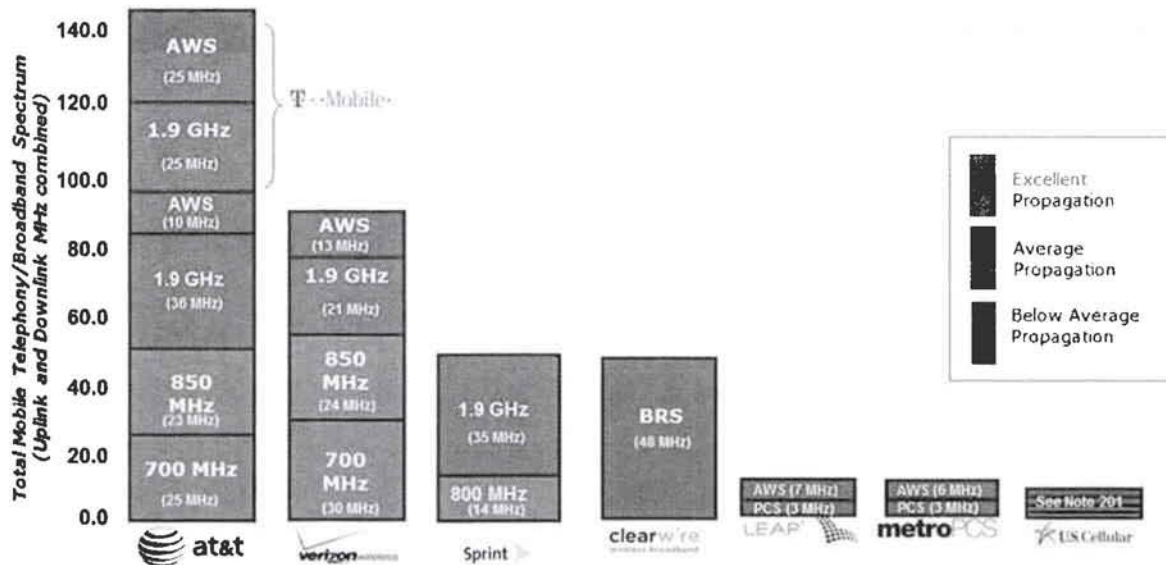 Total Mobile Telephony/Broadband Spectrum
(Uplink and Downlink MHz combined)
140.0
120.0
100.0
80.0
60.0
40.0
20.0
0.0
AWS
(25 MHz)
1.9 GHz
(25 MHz)
AWS
(10 MHz)
1.9 GHz
(36 MHz)
850
MHz
(23 MHz)
700 MHz
(25 MHz)
at&t
T··Mobile·
AWS
(13 MHz)
1.9 GHz
(21 MHz)
850
MHz
(24 MHz)
700
MHz
(30 MHz)
verizon wireless
1.9 GHz
(35 MHz)
800 MHz
(14 MHz)
Sprint
BRS
(48 MHz)
clearw're
wireless broadband
AWS (7 MHz)
PCS (3 MHz)
LEAP
AWS (6 MHz)
PCS (3 MHz)
metroPCS
See Note 201
U.S. Cellular
Excellent
Propagation
Average
Propagation
Below Average
Propagation